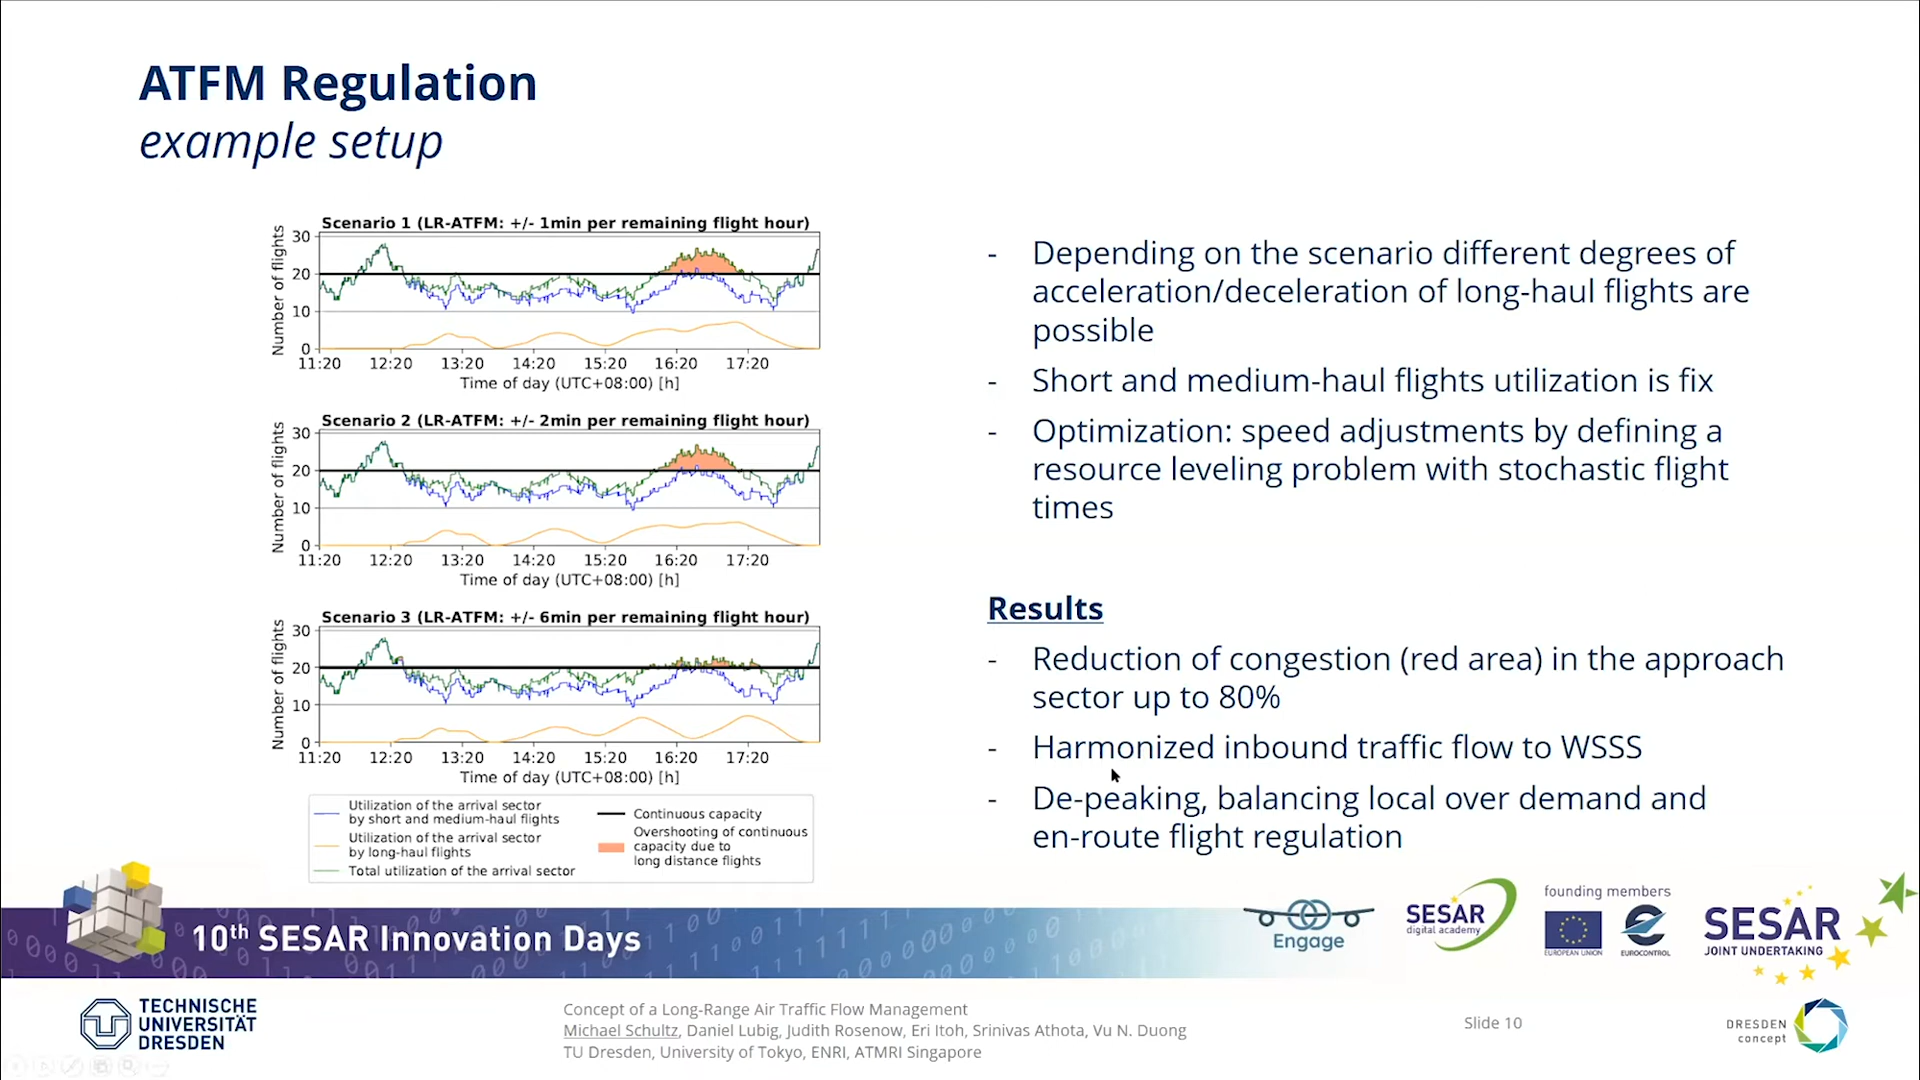 ATFM Regulation
example setup
Scenario 1 (LR-ATFM: +/- 1min per remaining flight hour)
Number of flights
30
20
10
0
11:20 12:20 13:20 14:20 15:20 16:20 17:20
Time of day (UTC+08:00) [h]
Scenario 2 (LR-ATFM: +/- 2min per remaining flight hour)
Number of flights
30
20
10
0
11:20 12:20 13:20 14:20 15:20 16:20 17:20
Time of day (UTC+08:00) [h]
Scenario 3 (LR-ATFM: +/- 6min per remaining flight hour)
Number of flights
30
20
10
0
11:20 12:20 13:20 14:20 15:20 16:20 17:20
Time of day (UTC+08:00) [h]
Utilization of the arrival sector
by short and medium-haul flights
Utilization of the arrival sector
by long-haul flights
Total utilization of the arrival sector
Continuous capacity
Overshooting of continuous
capacity due to
long distance flights
- Depending on the scenario different degrees of
acceleration/deceleration of long-haul flights are
possible
- Short and medium-haul flights utilization is fix
- Optimization: speed adjustments by defining a
resource leveling problem with stochastic flight
times
Results
- Reduction of congestion (red area) in the approach
sector up to 80%
- Harmonized inbound traffic flow to WSSS
- De-peaking, balancing local over demand and
en-route flight regulation
10th SESAR Innovation Days
Engage
SESAR
digital academy
founding members
EUROPEAN UNION
EUROCONTROL
SESAR
JOINT UNDERTAKING
TECHNISCHE
UNIVERSITÄT
DRESDEN
Concept of a Long-Range Air Traffic Flow Management
Michael Schultz, Daniel Lubig, Judith Rosenow, Eri Itoh, Srinivas Athota, Vu N. Duong
TU Dresden, University of Tokyo, ENRI, ATMRI Singapore
Slide 10
DRESDEN
concept